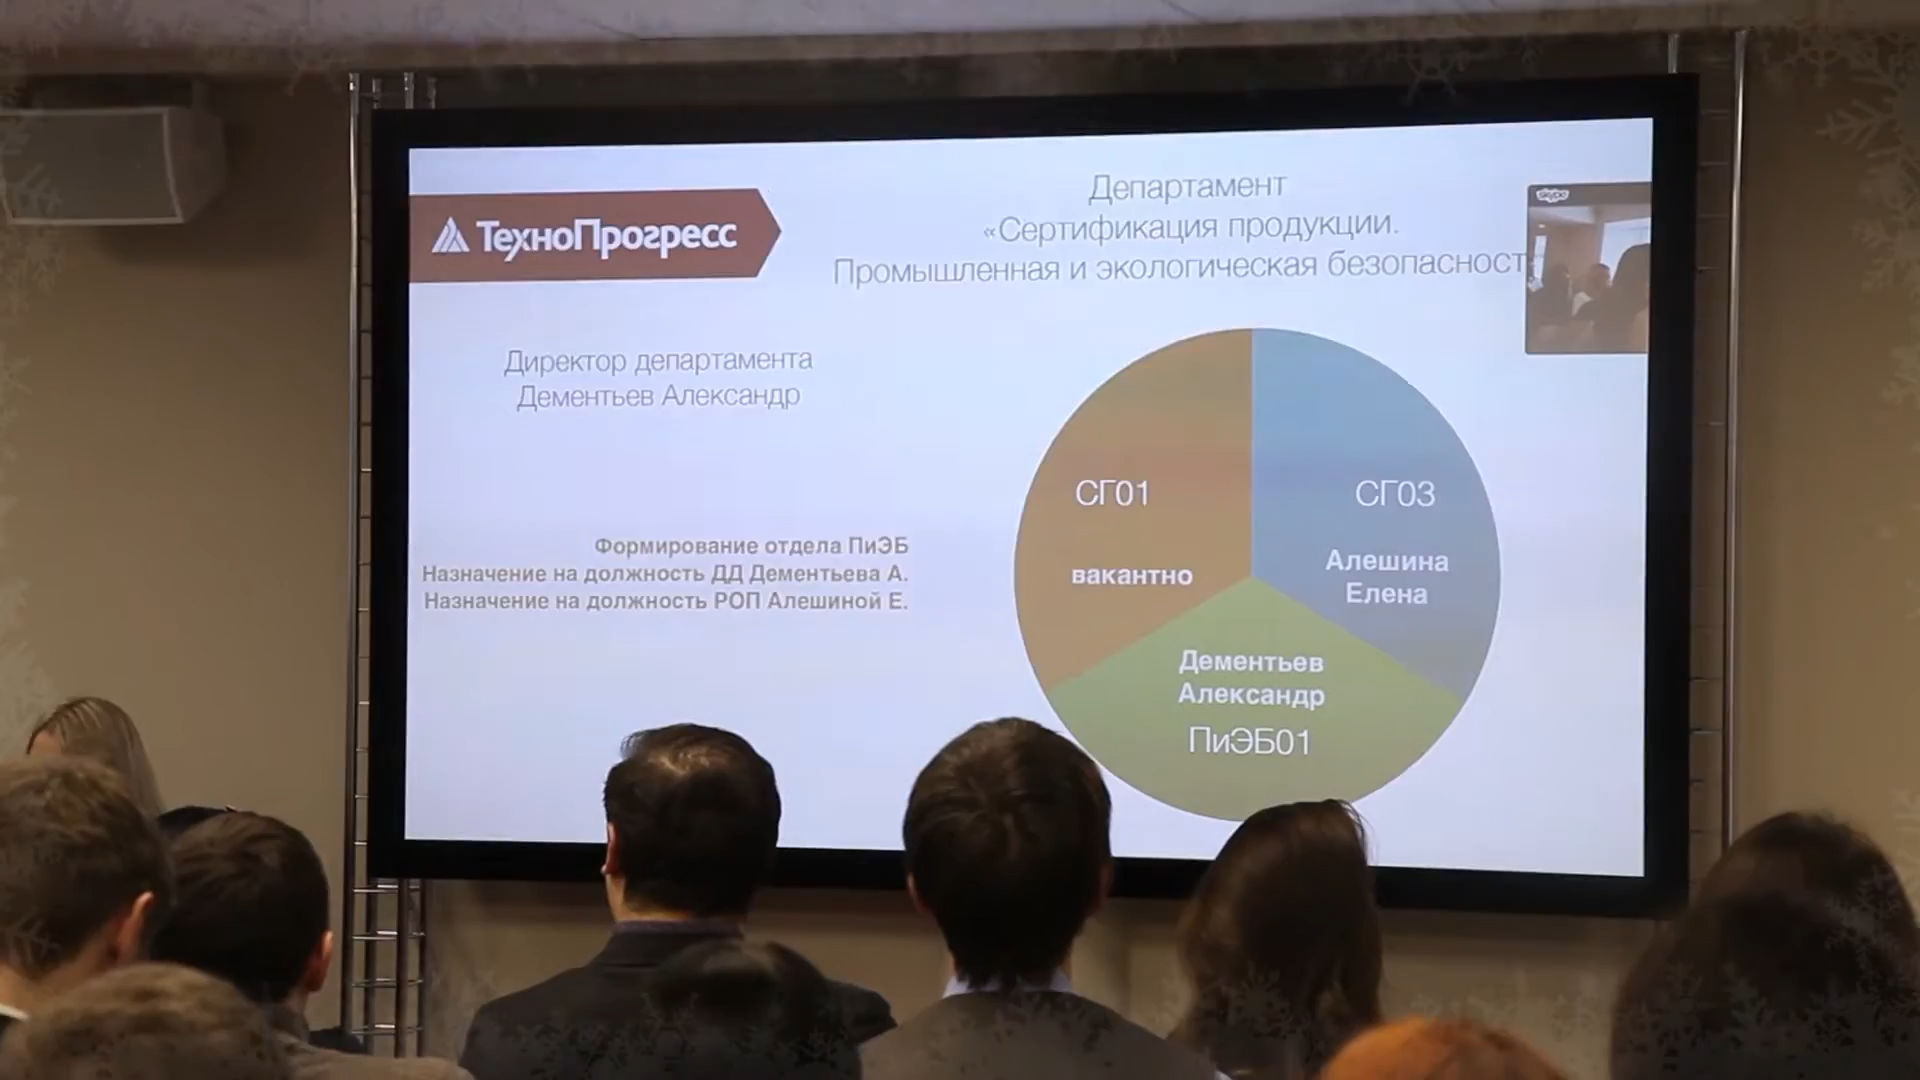 ТехноПрогресс
Департамент
«Сертификация продукции.
Промышленная и экологическая безопасност
skype
Директор департамента
Дементьев Александр
Формирование отдела ПиЭБ
Назначение на должность ДД Дементьева А.
Назначение на должность РОП Алешиной Е.
СГ01
вакантно
СГ03
Алешина
Елена
Дементьев
Александр
ПиЭБ01